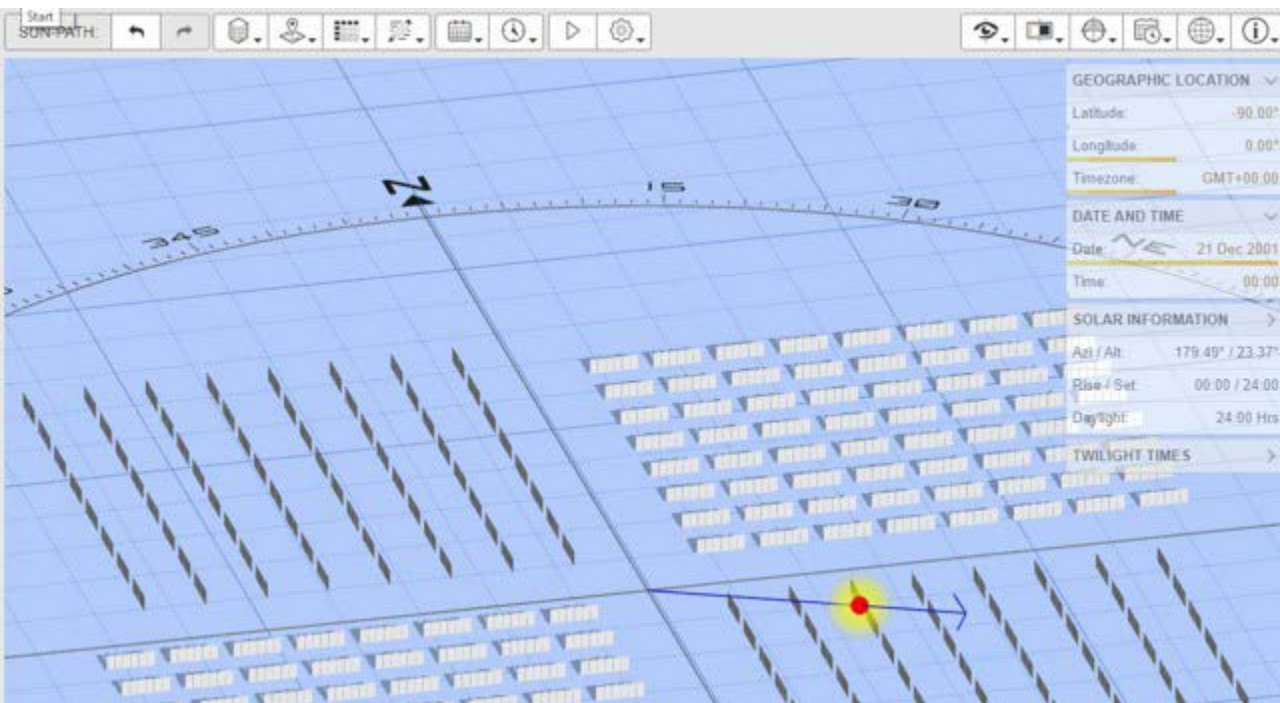 Start
SUN-PATH:
GEOGRAPHIC LOCATION
Latitude: -90.00°
Longitude: 0.00°
Timezone: GMT+00:00
N
15
30
345
DATE AND TIME
NE
Date: 21 Dec 2001
Time: 00:00
SOLAR INFORMATION
Azi / Alt: 179.49° / 23.37°
Rise / Set: 00:00 / 24:00
Daylight: 24:00 Hrs
TWILIGHT TIMES